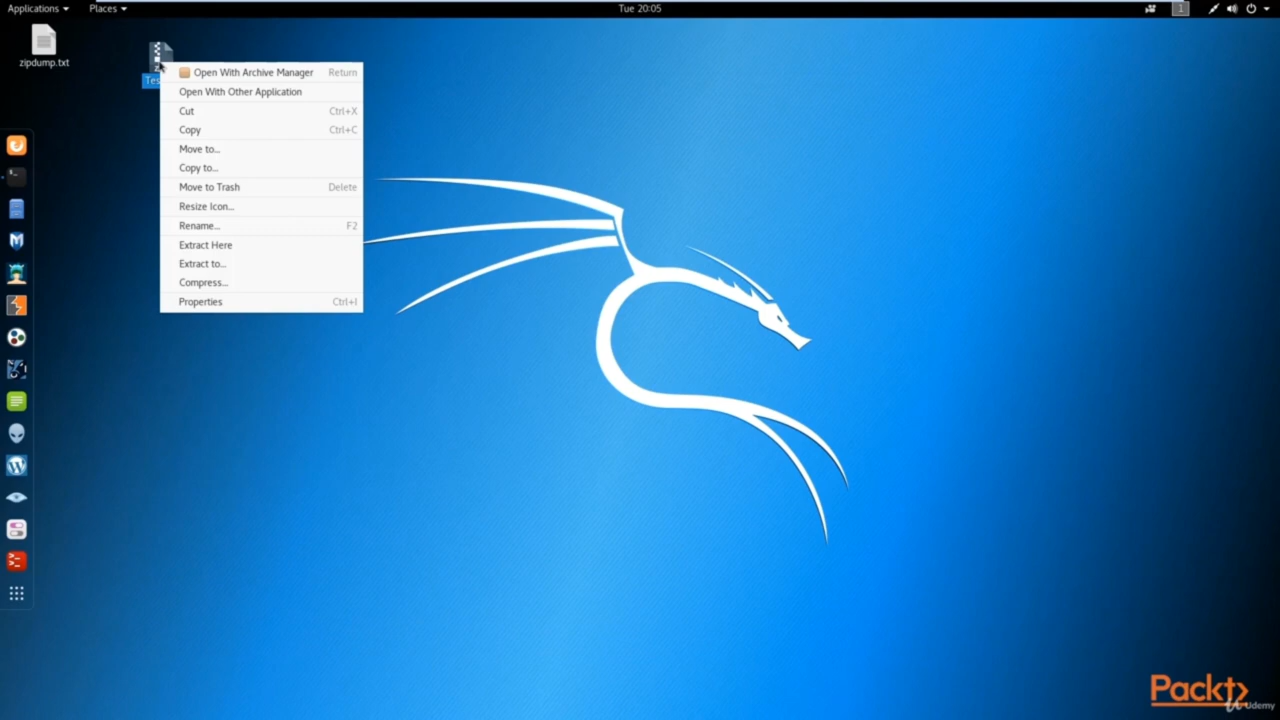 Applications Places Tue 20:05 1
zipdump.txt
Open With Archive Manager Return
Open With Other Application
Cut Ctrl+X
Copy Ctrl+C
Move to...
Copy to...
Move to Trash Delete
Resize Icon...
Rename... F2
Extract Here
Extract to...
Compress...
Properties Ctrl+I
Packt
Udemy